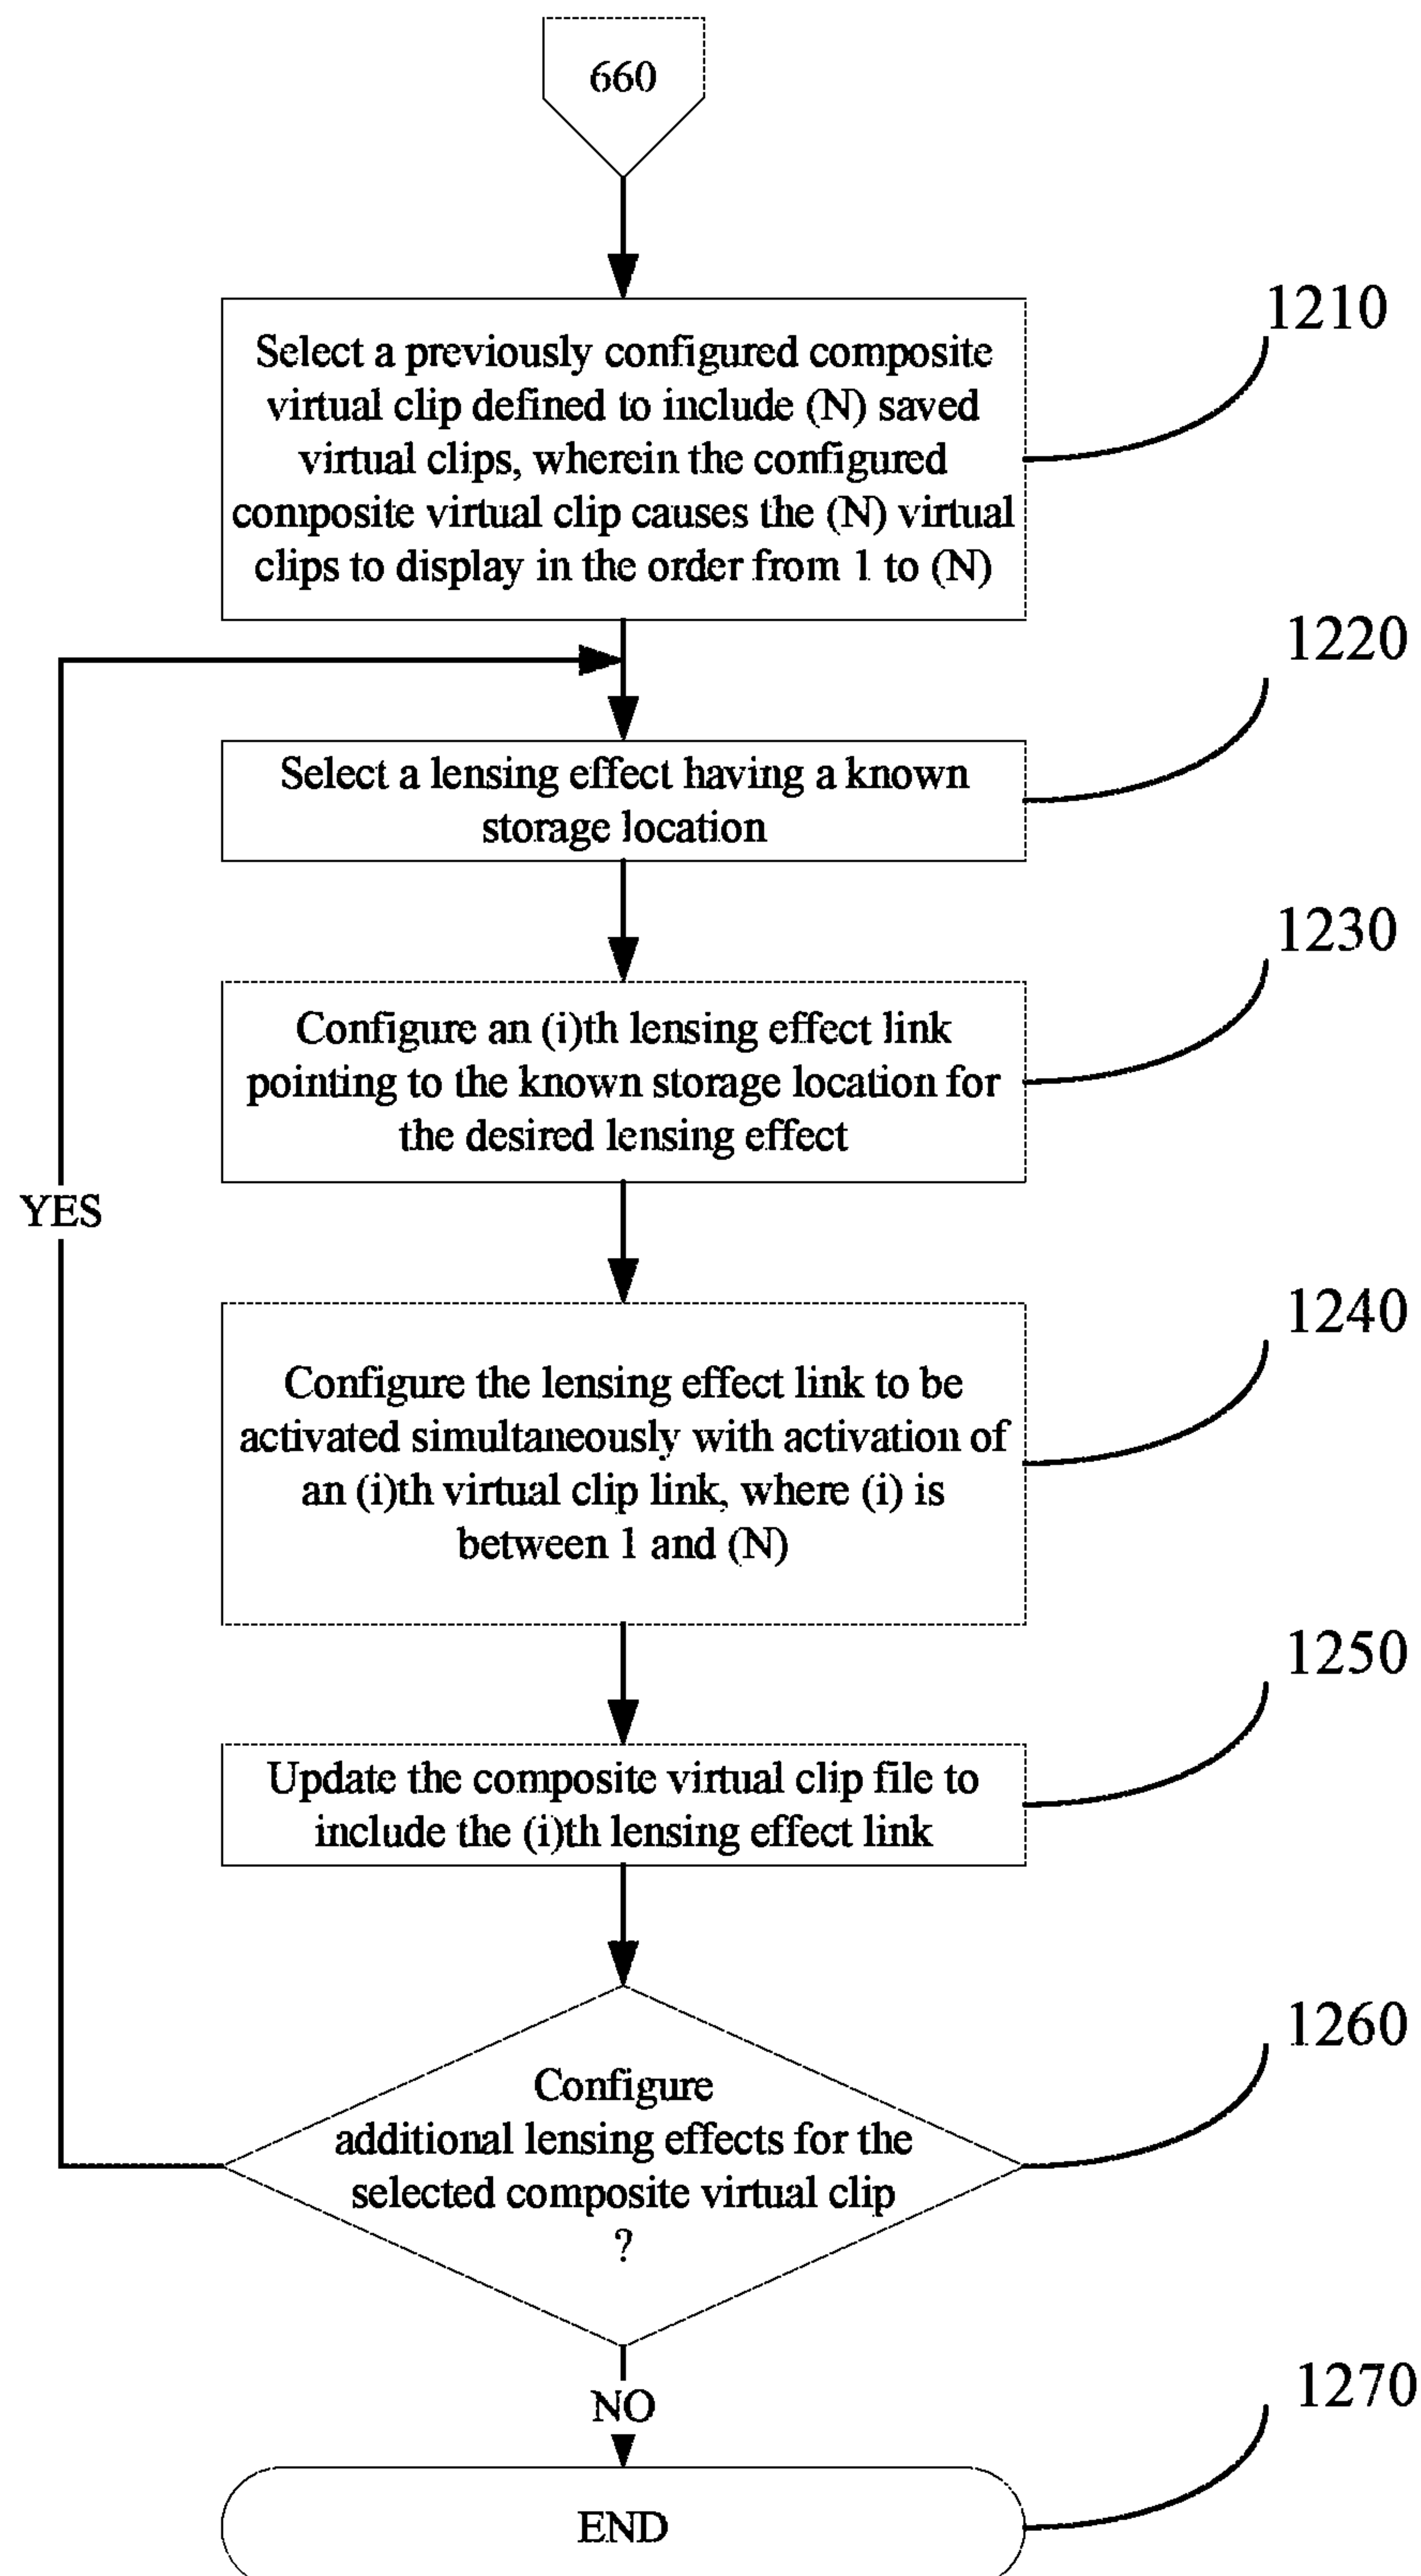 660
1210
Select a previously configured composite
virtual clip defined to include (N) saved
virtual clips, wherein the configured
composite virtual clip causes the (N) virtual
clips to display in the order from 1 to (N)
1220
Select a lensing effect having a known
storage location
1230
Configure an (i)th lensing effect link
pointing to the known storage location for
the desired lensing effect
YES
1240
Configure the lensing effect link to be
activated simultaneously with activation of
an (i)th virtual clip link, where (i) is
between 1 and (N)
1250
Update the composite virtual clip file to
include the (i)th lensing effect link
1260
Configure
additional lensing effects for the
selected composite virtual clip
?
NO
1270
END